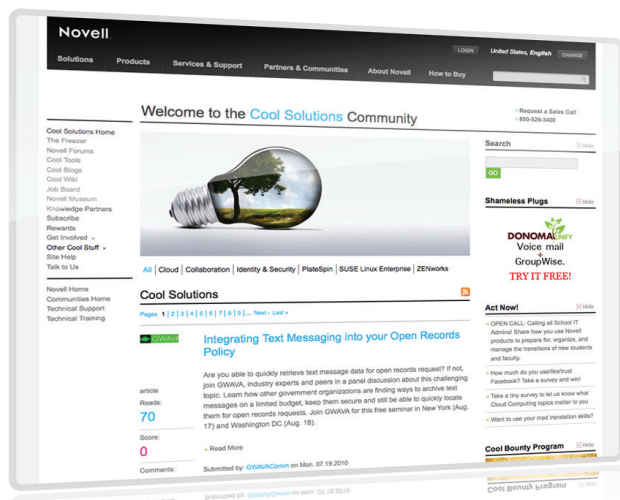 Novell
LOGIN
United States, English
CHANGE
Solutions
Products
Services & Support
Partners & Communities
About Novell
How to Buy
Welcome to the Cool Solutions Community
» Request a Sales Call
» 800-529-3400
Cool Solutions Home
The Freezer
Novell Forums
Cool Tools
Cool Blogs
Cool Wiki
Job Board
Novell Museum
Knowledge Partners
Subscribe
Rewards
Get Involved »
Other Cool Stuff »
Site Help
Talk to Us
Novell Home
Communities Home
Technical Support
Technical Training
All | Cloud | Collaboration | Identity & Security | PlateSpin | SUSE Linux Enterprise | ZENworks
Cool Solutions
Pages 1 | 2 | 3 | 4 | 5 | 6 | 7 | 8 | 9 | ... Next › Last »
GWAVA
Integrating Text Messaging into your Open Records
Policy
Are you able to quickly retrieve text message data for open records request? If not,
join GWAVA, industry experts and peers in a panel discussion about this challenging
topic. Learn how other government organizations are finding ways to archive text
messages on a limited budget, keep them secure and still be able to quickly locate
them for open records requests. Join GWAVA for this free seminar in New York (Aug.
17) and Washington DC (Aug. 18).
article
Reads:
70
Score:
0
Comments:
» Read More
Submitted by: GWAVAComm on Mon. 07.19.2010
Search
Hide
GO
Shameless Plugs
Hide
DONOMA UNIFY
Voice mail
+
GroupWise.
TRY IT FREE!
Act Now!
Hide
» OPEN CALL: Calling all School IT
Admins! Share how you use Novell
products to prepare for, organize, and
manage the transitions of new students
and faculty.
» How much do you use/like/trust
Facebook? Take a survey and win!
» Take a tiny survey to let us know what
Cloud Computing topics matter to you
» Want to use your mad translation skills?
Cool Bounty Program
Hide